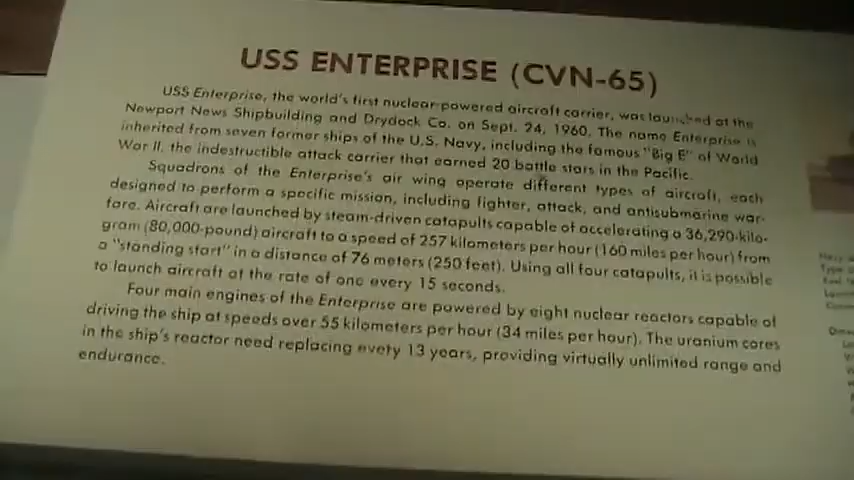 USS ENTERPRISE (CVN-65)
USS Enterprise, the world's first nuclear-powered aircraft carrier, was launched at the
Newport News Shipbuilding and Drydock Co. on Sept. 24, 1960. The name Enterprise is
inherited from seven former ships of the U.S. Navy, including the famous "Big E" of World
War II, the indestructible attack carrier that earned 20 battle stars in the Pacific.
Squadrons of the Enterprise's air wing operate different types of aircraft, each
designed to perform a specific mission, including fighter, attack, and antisubmarine war-
fare. Aircraft are launched by steam-driven catapults capable of accelerating a 36,290-kilo-
gram (80,000-pound) aircraft to a speed of 257 kilometers per hour (160 miles per hour) from
a "standing start" in a distance of 76 meters (250 feet). Using all four catapults, it is possible
to launch aircraft at the rate of one every 15 seconds.
Four main engines of the Enterprise are powered by eight nuclear reactors capable of
driving the ship at speeds over 55 kilometers per hour (34 miles per hour). The uranium cores
in the ship's reactor need replacing every 13 years, providing virtually unlimited range and
endurance.